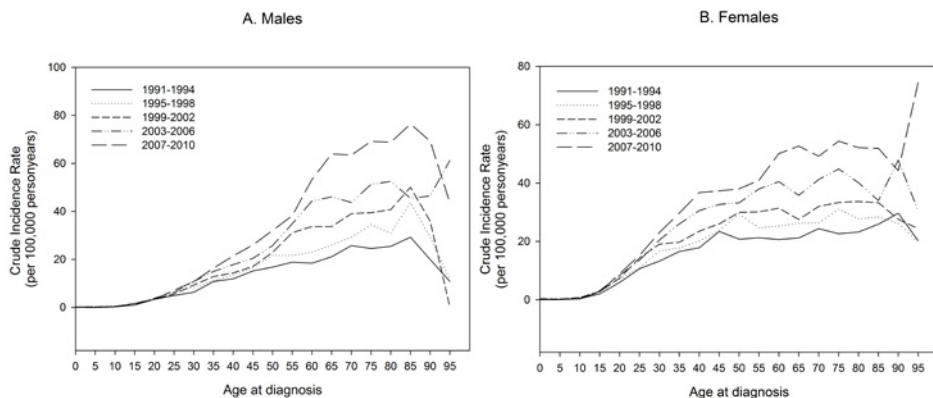 A. Males
B. Females
Crude Incidence Rate
(per 100,000 personyears)
100
80
60
40
20
0
1991-1994
1995-1998
1999-2002
2003-2006
2007-2010
0 5 10 15 20 25 30 35 40 45 50 55 60 65 70 75 80 85 90 95
Age at diagnosis
Crude Incidence Rate
(per 100,000 personyears)
80
60
40
20
0
1991-1994
1995-1998
1999-2002
2003-2006
2007-2010
0 5 10 15 20 25 30 35 40 45 50 55 60 65 70 75 80 85 90 95
Age at diagnosis